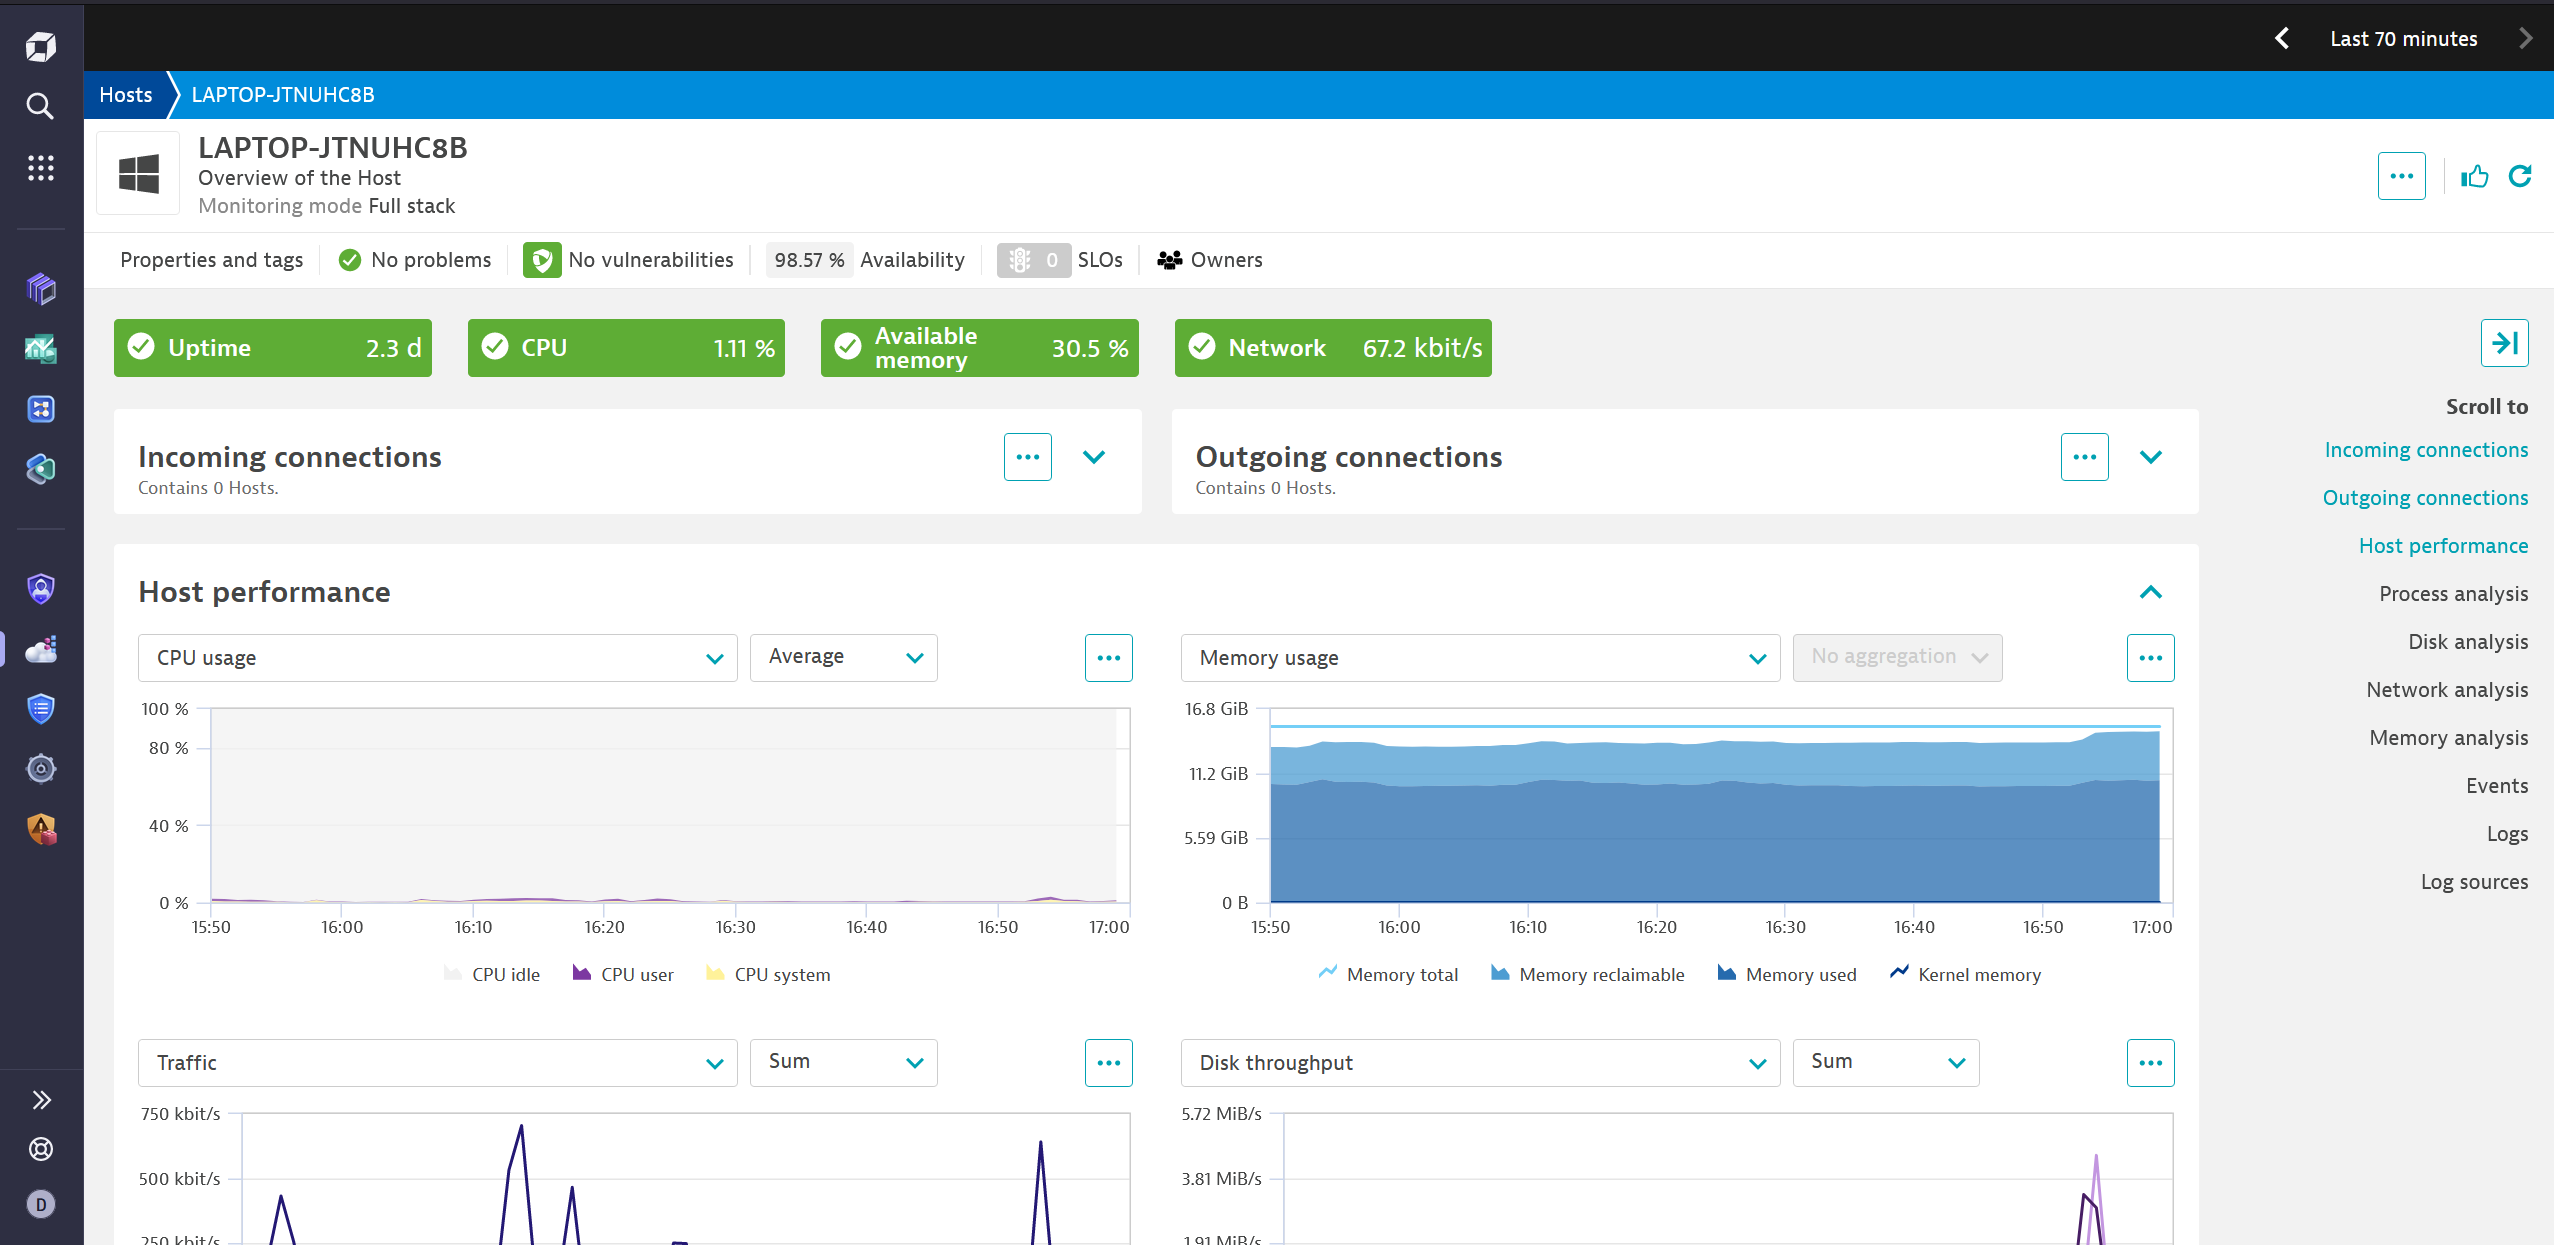 Last 70 minutes
Hosts
LAPTOP-JTNUHC8B
LAPTOP-JTNUHC8B
Overview of the Host
Monitoring mode Full stack
Properties and tags
No problems
No vulnerabilities
98.57 % Availability
0 SLOs
Owners
Uptime 2.3 d
CPU 1.11 %
Available memory 30.5 %
Network 67.2 kbit/s
Incoming connections
Contains 0 Hosts.
Outgoing connections
Contains 0 Hosts.
Scroll to
Incoming connections
Outgoing connections
Host performance
Process analysis
Disk analysis
Network analysis
Memory analysis
Events
Logs
Log sources
Host performance
CPU usage
Average
100 %
80 %
40 %
0 %
15:50 16:00 16:10 16:20 16:30 16:40 16:50 17:00
CPU idle CPU user CPU system
Memory usage
No aggregation
16.8 GiB
11.2 GiB
5.59 GiB
0 B
15:50 16:00 16:10 16:20 16:30 16:40 16:50 17:00
Memory total Memory reclaimable Memory used Kernel memory
Traffic
Sum
750 kbit/s
500 kbit/s
250 kbit/s
Disk throughput
Sum
5.72 MiB/s
3.81 MiB/s
1.91 MiB/s
D